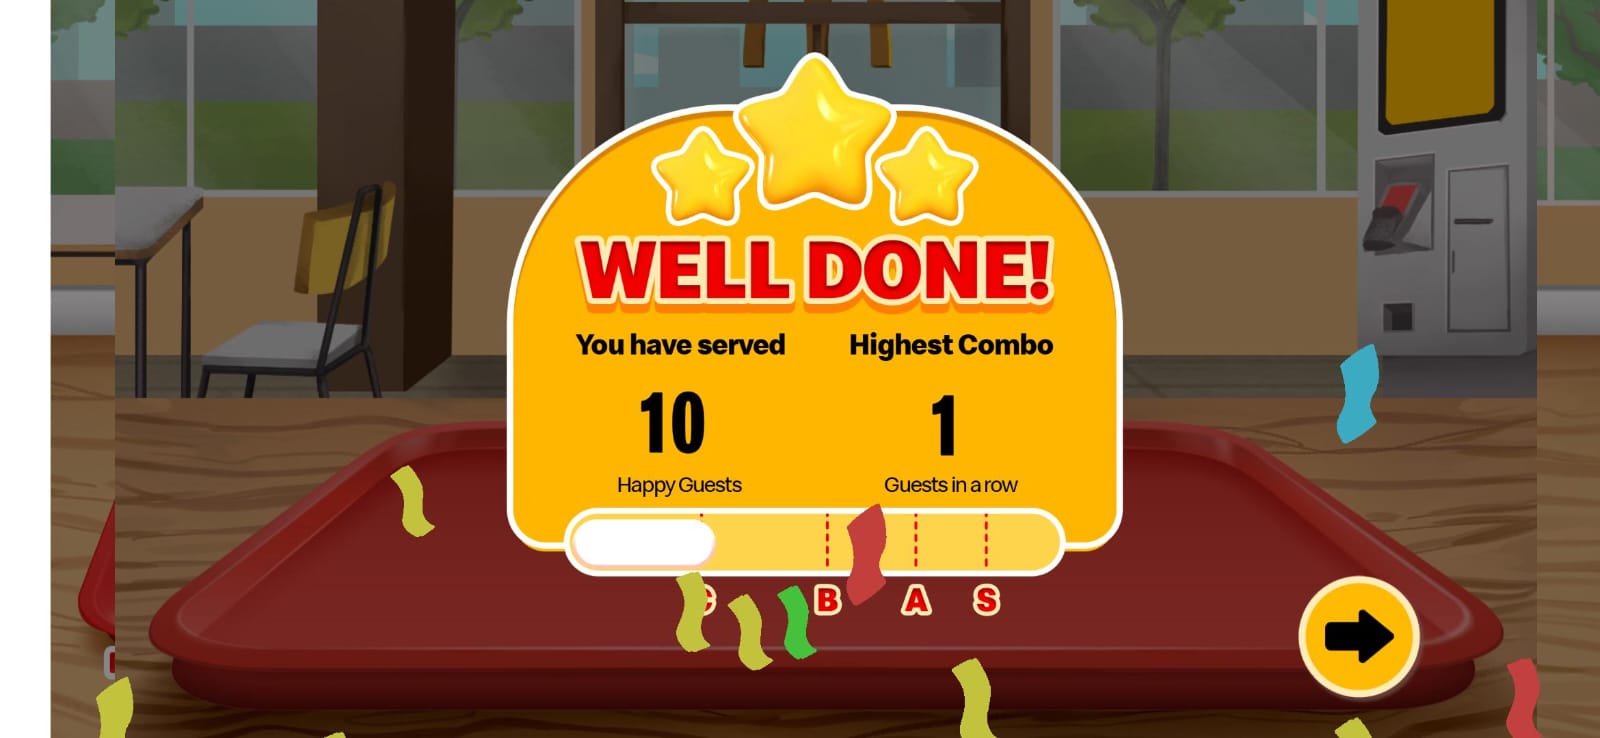 WELL DONE!
You have served
Highest Combo
10
1
Happy Guests
Guests in a row
C B A S